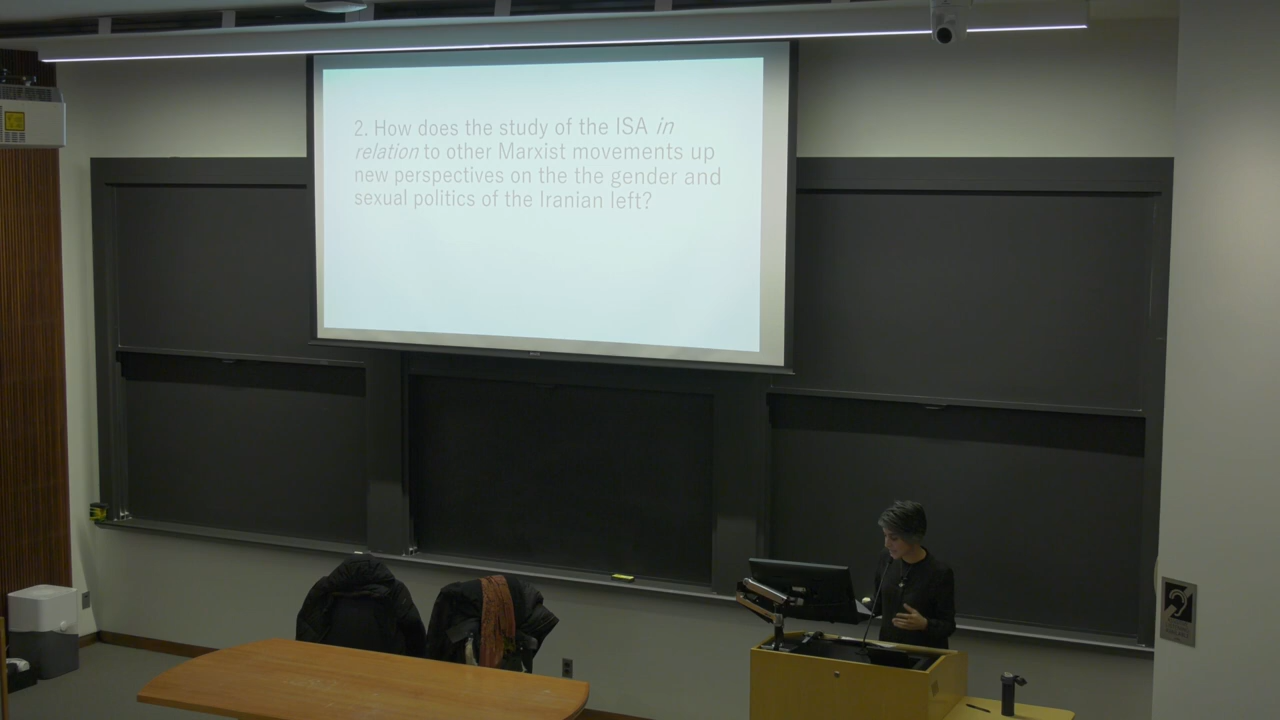 2. How does the study of the ISA in
relation to other Marxist movements up
new perspectives on the the gender and
sexual politics of the Iranian left?